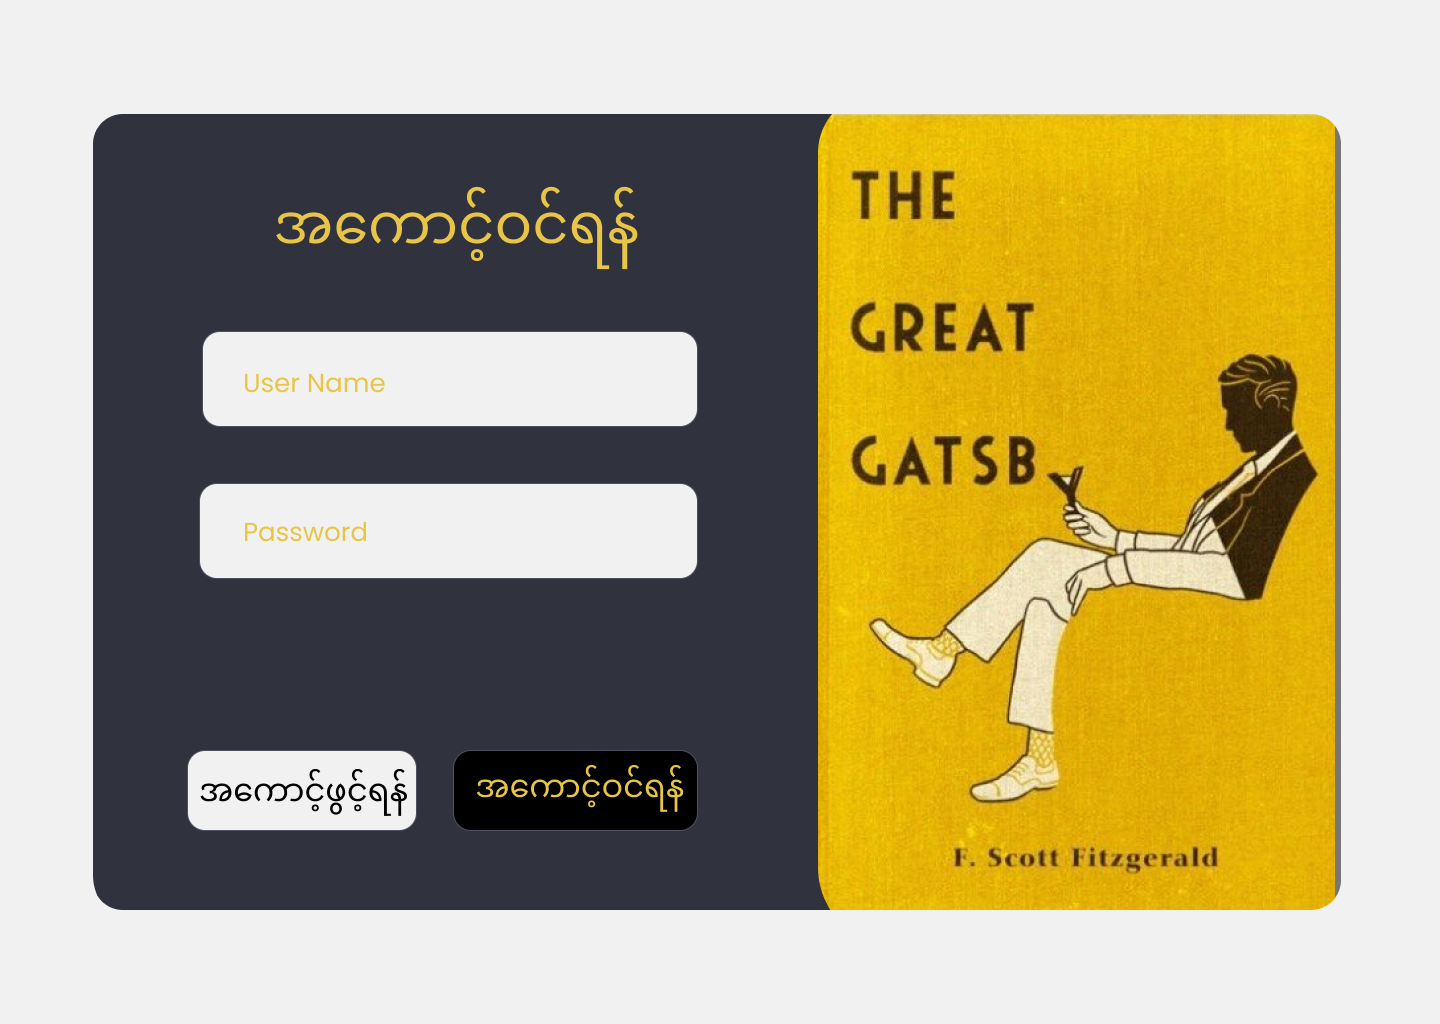 အကောင့်ဝင်ရန်
User Name
Password
အကောင့်ဖွင့်ရန်
အကောင့်ဝင်ရန်
THE
GREAT
GATSBY
F. Scott Fitzgerald